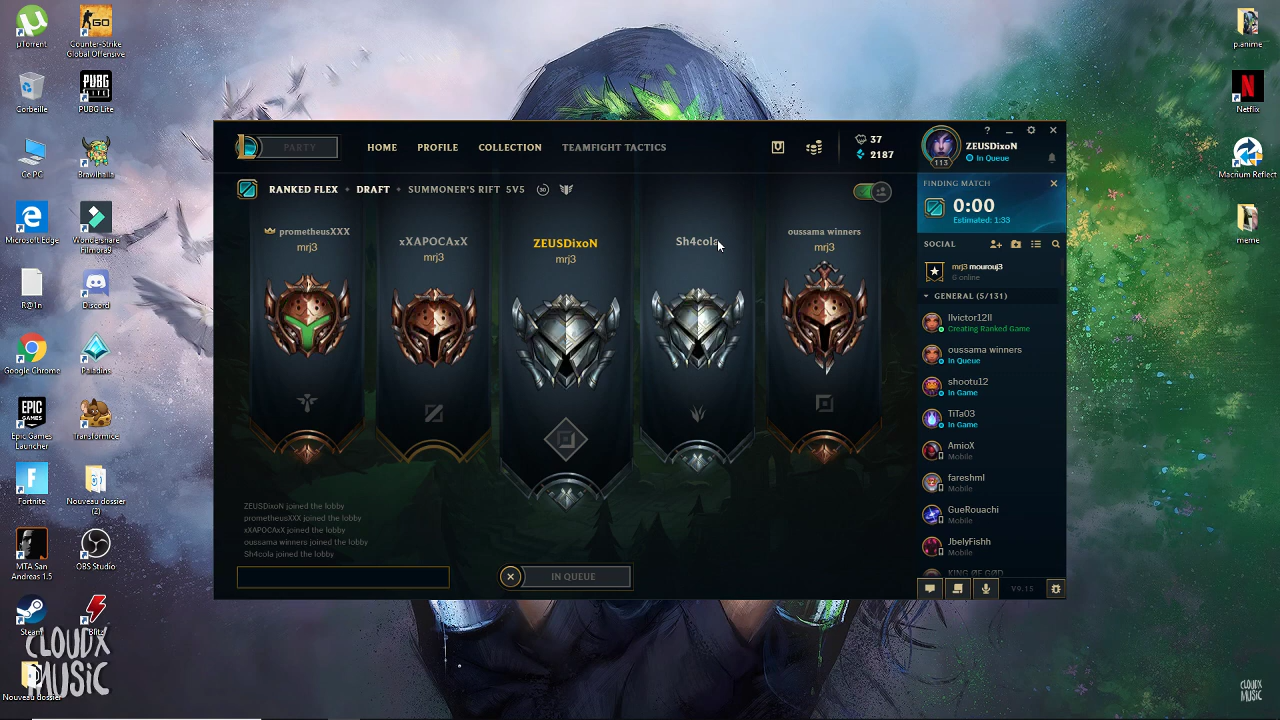 µTorrent
Counter-Strike
Global Offensive
Corbeille
PUBG
LITE
PUBG Lite
Ce PC
Brawlhalla
Microsoft Edge
Wondershare
Filmora9
R@1n
Discord
Google Chrome
Paladins
EPIC
GAMES
Epic Games
Launcher
Transformice
Fortnite
Nouveau dossier
(2)
MTA San
Andreas 1.5
OBS Studio
Steam
Blitz
Nouveau dossier
CLOUDX
MUSIC
PARTY
HOME
PROFILE
COLLECTION
TEAMFIGHT TACTICS
37
2187
113
ZEUSDixoN
In Queue
RANKED FLEX • DRAFT • SUMMONER'S RIFT 5V5
prometheusXXX
mrj3
xXAPOCAxX
mrj3
ZEUSDixoN
mrj3
Sh4cola
oussama winners
mrj3
ZEUSDixoN joined the lobby
prometheusXXX joined the lobby
xXAPOCAxX joined the lobby
oussama winners joined the lobby
Sh4cola joined the lobby
IN QUEUE
FINDING MATCH
0:00
Estimated: 1:33
SOCIAL
mrj3 mourouj3
0 online
GENERAL (5/131)
llvictor12ll
Creating Ranked Game
oussama winners
In Queue
shootu12
In Game
TiTa03
In Game
AmioX
Mobile
fareshml
Mobile
GueRouachi
Mobile
JbelyFishh
Mobile
KING ØF GØD
V9.15
p.anime
Netflix
Machium Reflect
meme
CLOUDX
MUSIC